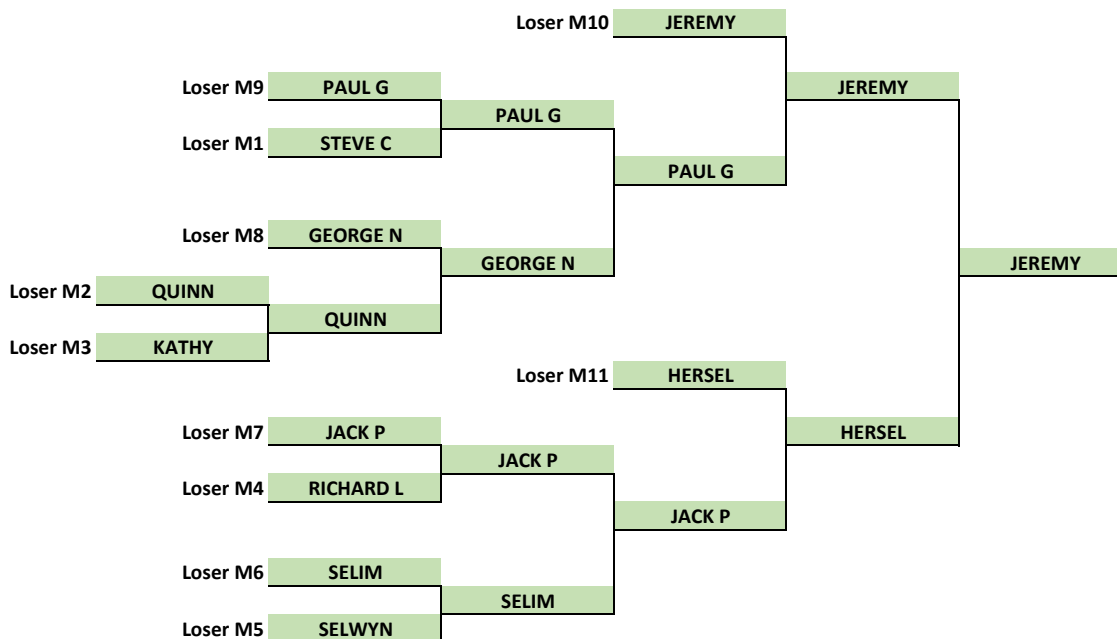 Loser M10 JEREMY
Loser M9 PAUL G JEREMY
PAUL G
Loser M1 STEVE C
PAUL G
Loser M8 GEORGE N
GEORGE N JEREMY
Loser M2 QUINN
QUINN
Loser M3 KATHY
Loser M11 HERSEL
Loser M7 JACK P HERSEL
JACK P
Loser M4 RICHARD L
JACK P
Loser M6 SELIM
SELIM
Loser M5 SELWYN